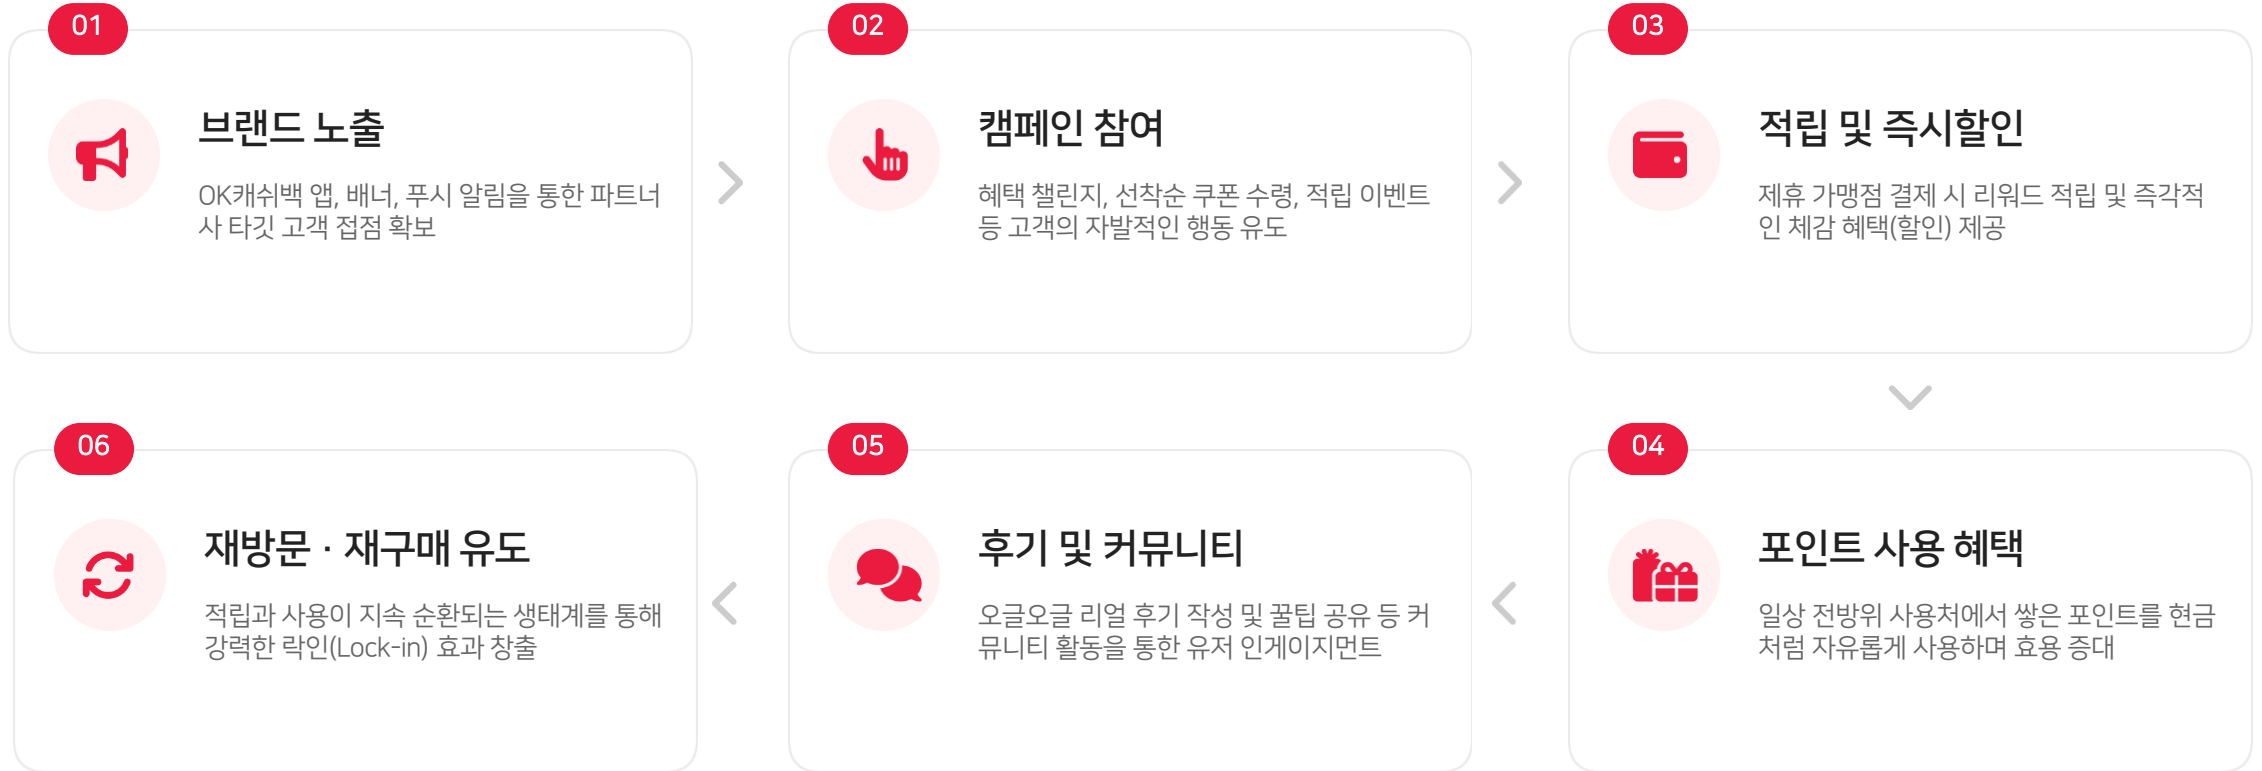 01
브랜드 노출
OK캐쉬백 앱, 배너, 푸시 알림을 통한 파트너
사 타깃 고객 접점 확보
02
캠페인 참여
혜택 챌린지, 선착순 쿠폰 수령, 적립 이벤트
등 고객의 자발적인 행동 유도
03
적립 및 즉시할인
제휴 가맹점 결제 시 리워드 적립 및 즉각적
인 체감 혜택(할인) 제공
04
포인트 사용 혜택
일상 전방위 사용처에서 쌓은 포인트를 현금
처럼 자유롭게 사용하며 효용 증대
05
후기 및 커뮤니티
오글오글 리얼 후기 작성 및 꿀팁 공유 등 커
뮤니티 활동을 통한 유저 인게이지먼트
06
재방문 · 재구매 유도
적립과 사용이 지속 순환되는 생태계를 통해
강력한 락인(Lock-in) 효과 창출